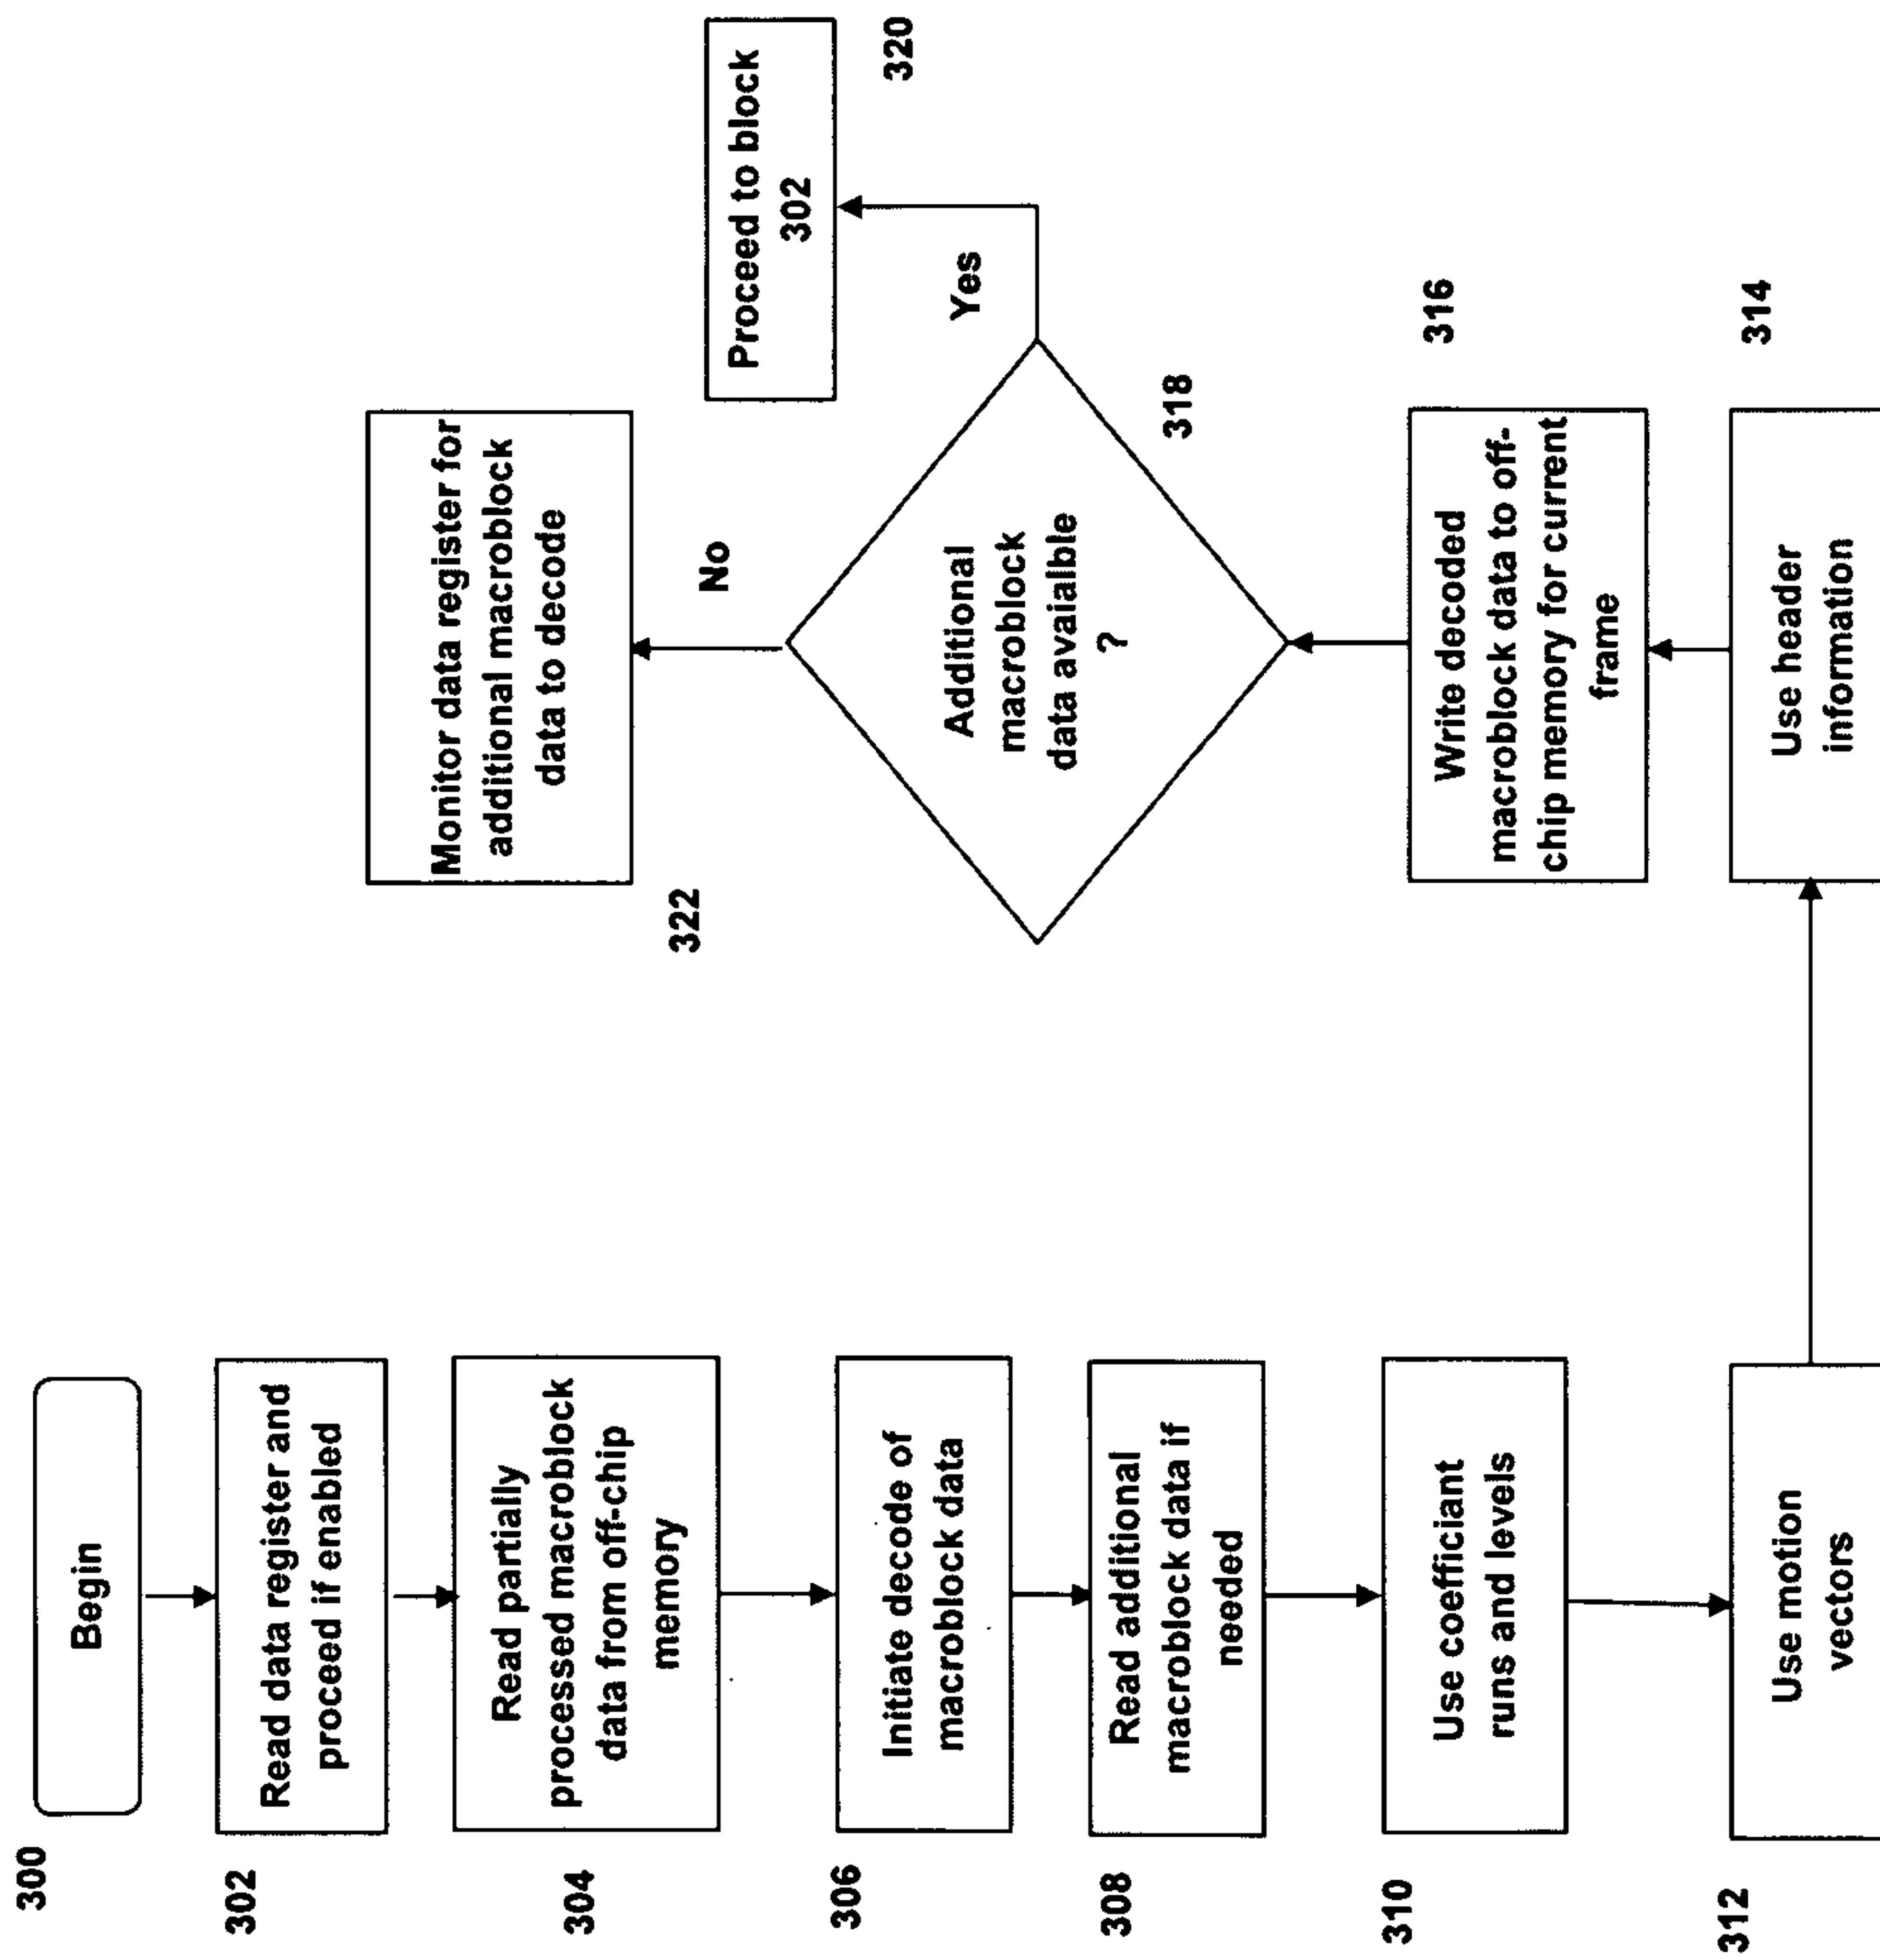 300
Begin
302
Read data register and
proceed if enabled
304
Read partially
processed macroblock
data from off-chip
memory
306
Initiate decode of
macroblock data
308
Read additional
macroblock data if
needed
310
Use coefficiant
runs and levels
312
Use motion
vectors
314
Use header
information
316
Write decoded
macroblock data to off-
chip memory for current
frame
318
Additional
macroblock
data avaialble
?
Yes
Proceed to block
302
320
No
Monitor data register for
additional macroblock
data to decode
322